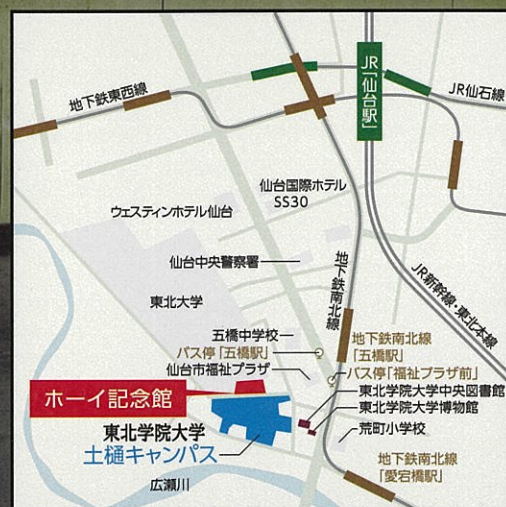 JR「仙台駅」
地下鉄東西線
JR仙石線
仙台国際ホテル
SS30
ウェスティンホテル仙台
仙台中央警察署
東北大学
地下鉄南北線
JR新幹線・東北本線
五橋中学校
バス停「五橋駅」
仙台市福祉プラザ
地下鉄南北線
「五橋駅」
バス停「福祉プラザ前」
東北学院大学中央図書館
東北学院大学博物館
荒町小学校
ホーイ記念館
東北学院大学
土樋キャンパス
広瀬川
地下鉄南北線
「愛宕橋駅」